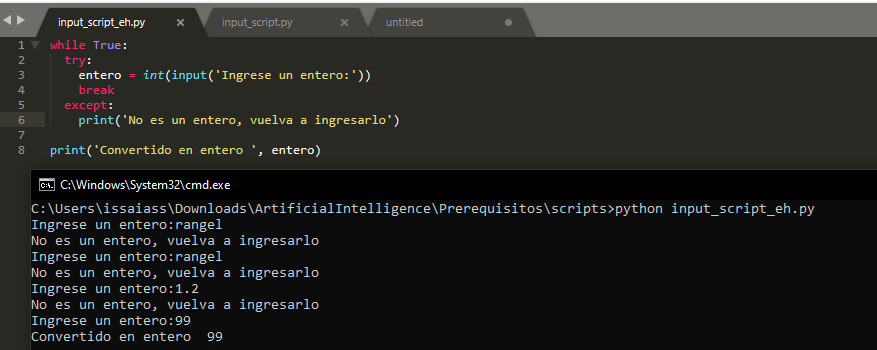 input_script_eh.py × input_script.py × untitled
1 while True:
2 try:
3 entero = int(input('Ingrese un entero:'))
4 break
5 except:
6 print('No es un entero, vuelva a ingresarlo')
7
8 print('Convertido en entero ', entero)
C:\Windows\System32\cmd.exe
C:\Users\issaiass\Downloads\ArtificialIntelligence\Prerequisitos\scripts>python input_script_eh.py
Ingrese un entero:rangel
No es un entero, vuelva a ingresarlo
Ingrese un entero:rangel
No es un entero, vuelva a ingresarlo
Ingrese un entero:1.2
No es un entero, vuelva a ingresarlo
Ingrese un entero:99
Convertido en entero  99